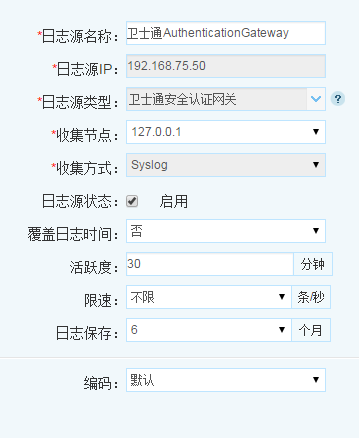 *日志源名称： 卫士通AuthenticationGateway
*日志源IP： 192.168.75.50
*日志源类型： 卫士通安全认证网关 ?
*收集节点： 127.0.0.1
*收集方式： Syslog
日志源状态： 启用
覆盖日志时间： 否
活跃度： 30 分钟
限速： 不限 条/秒
日志保存： 6 个月
编码： 默认